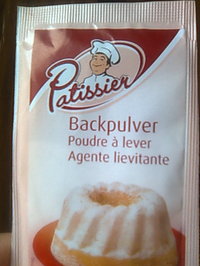 Patissier
Backpulver
Poudre à lever
Agente lievitante